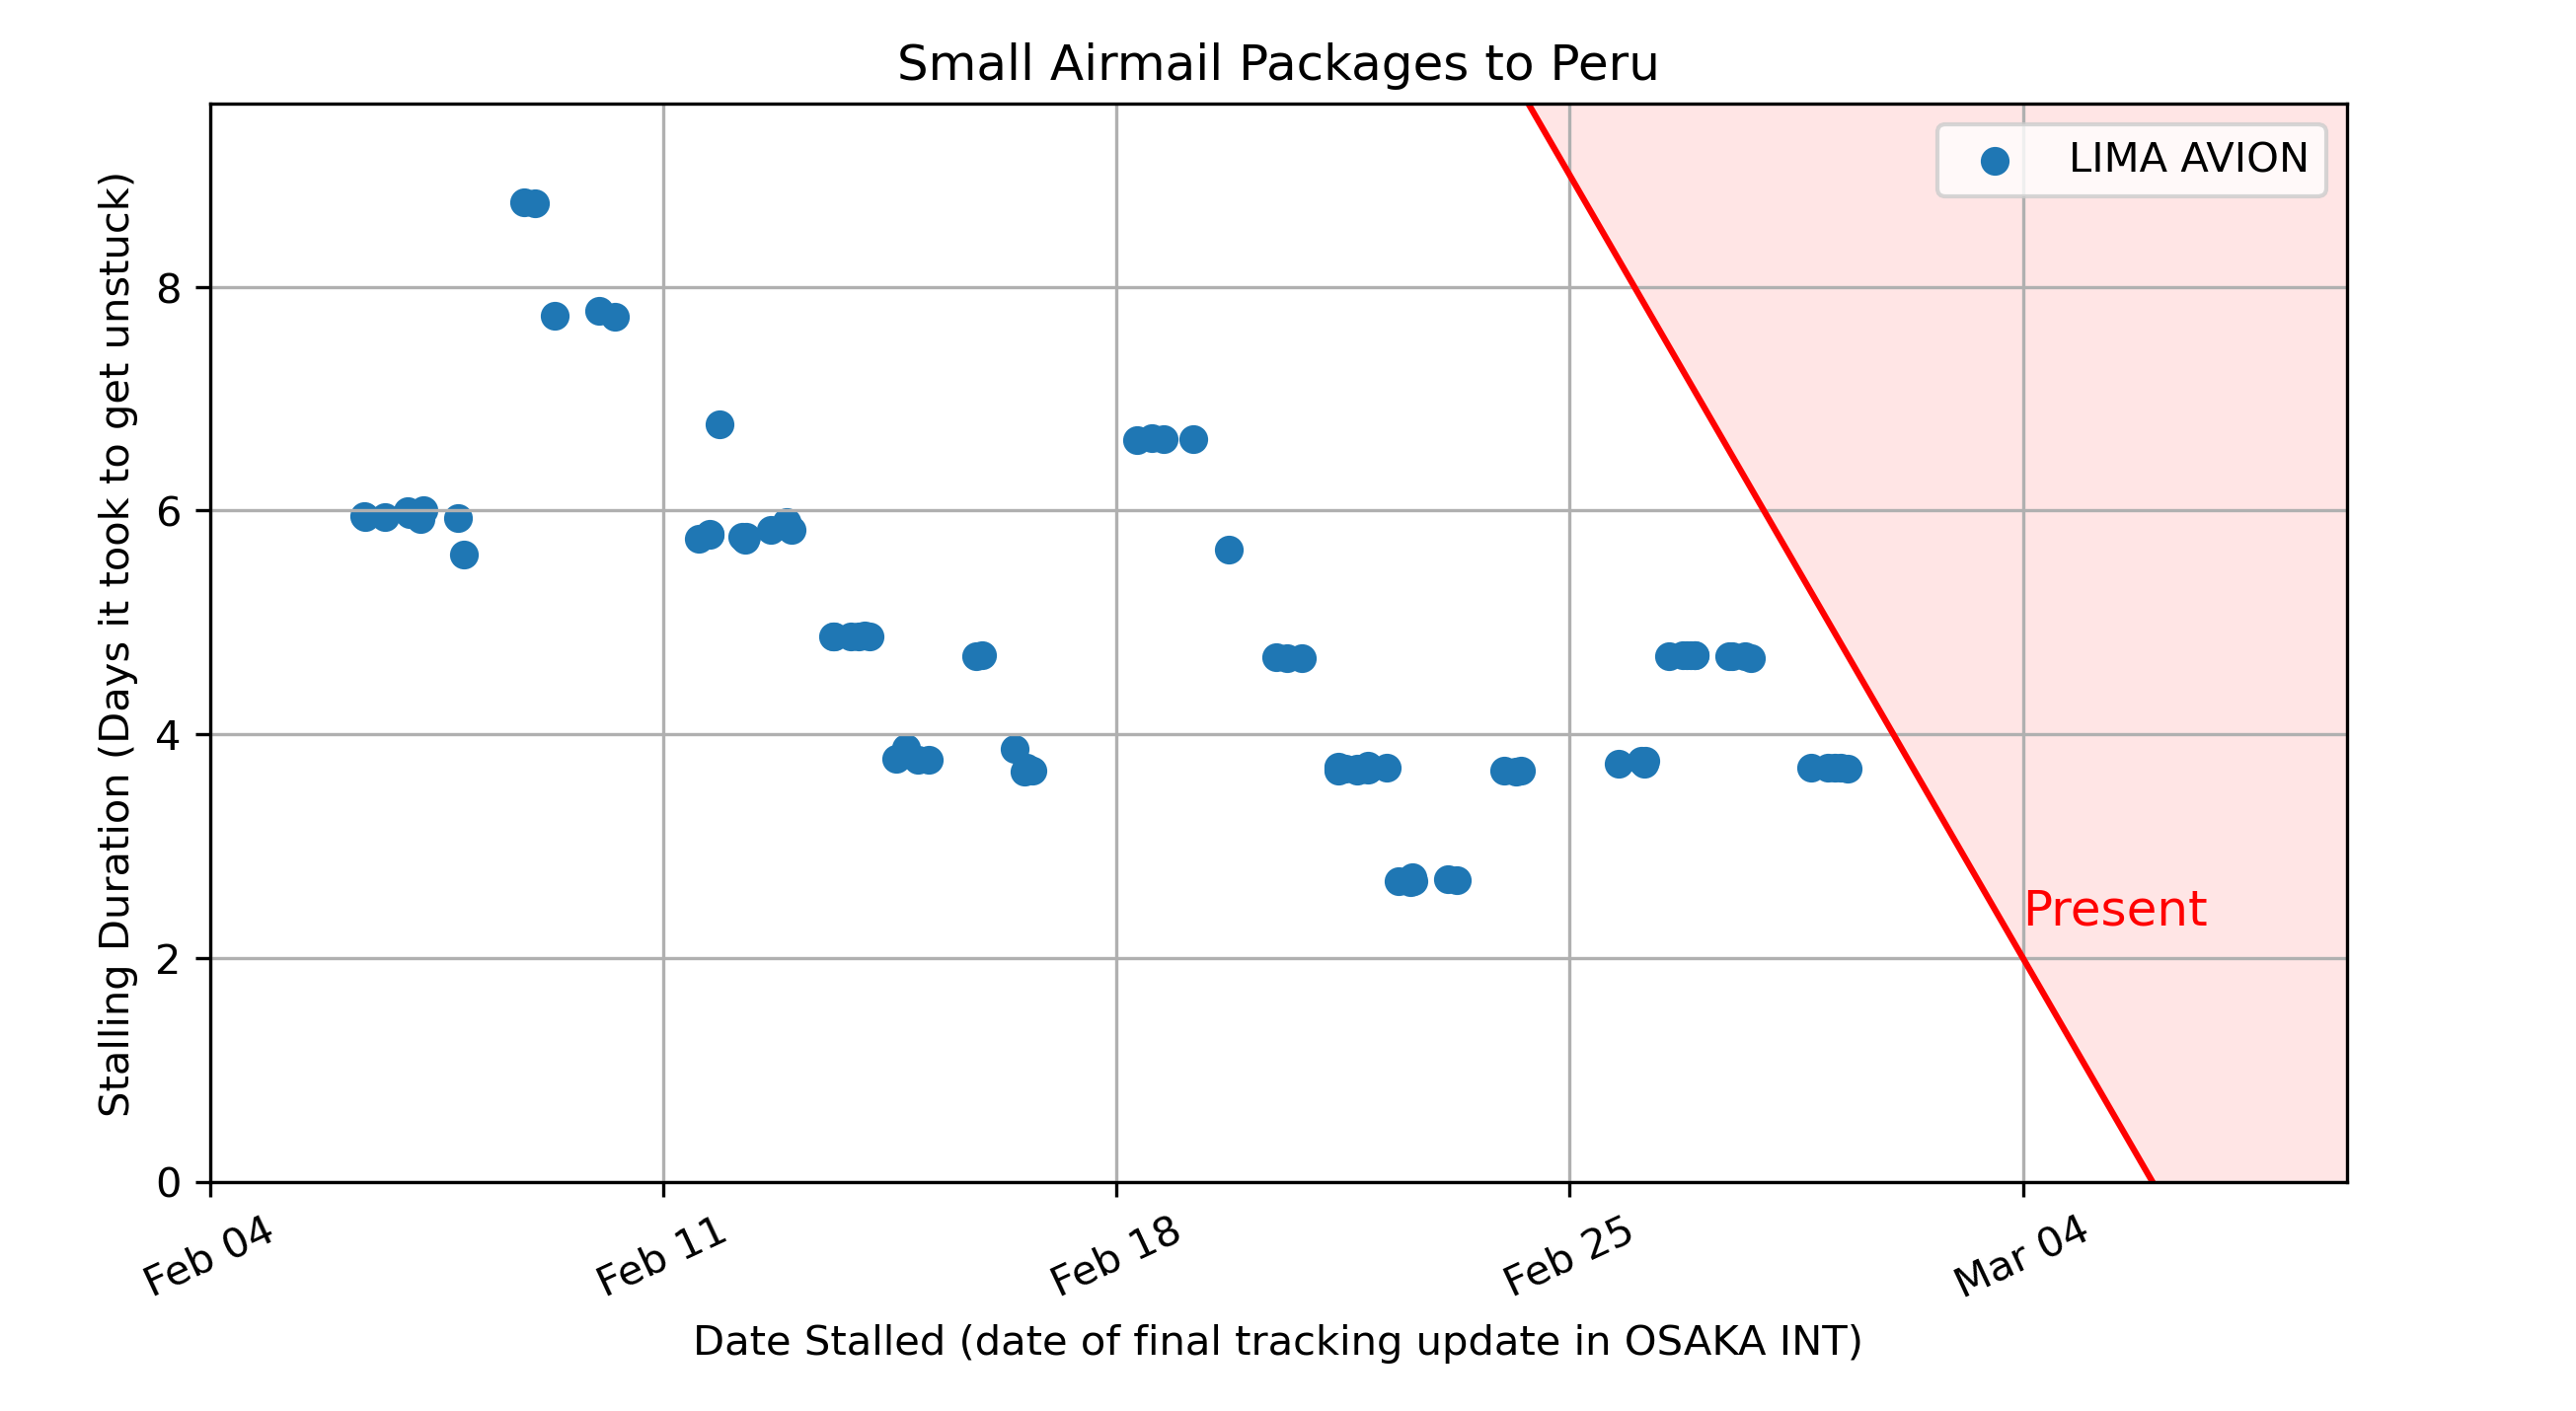 Small Airmail Packages to Peru
LIMA AVION
Stalling Duration (Days it took to get unstuck)
8
6
4
2
0
Present
Feb 04
Feb 11
Feb 18
Feb 25
Mar 04
Date Stalled (date of final tracking update in OSAKA INT)